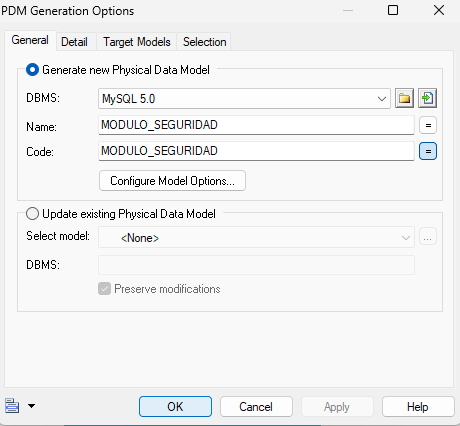 PDM Generation Options
General Detail Target Models Selection
Generate new Physical Data Model
DBMS: MySQL 5.0
Name: MODULO_SEGURIDAD =
Code: MODULO_SEGURIDAD =
Configure Model Options...
Update existing Physical Data Model
Select model: <None> ...
DBMS:
Preserve modifications
OK Cancel Apply Help